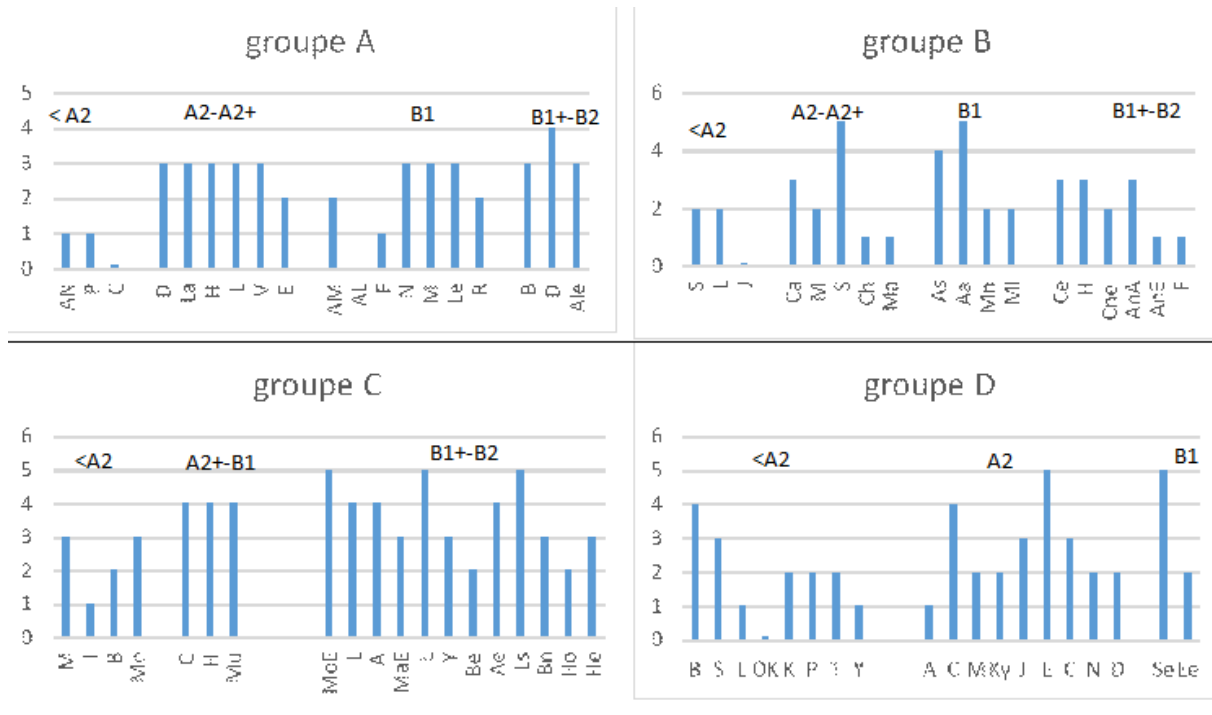 groupe A
5
< A2 A2-A2+ B1 B1+-B2
4
3
2
1
0
AN P C D La H L V E AM AL F N M Le R B D Ale
groupe B
6
<A2 A2-A2+ B1 B1+-B2
4
2
0
S L J Ca M S Ch Ma As Aa Mn Ml Ce H Cne AnA AnE F
groupe C
6
<A2 A2+-B1 B1+-B2
5
4
3
2
1
0
M I B Mo C H Mu MoE L A MaE Y Be Ae Ls Bn Ho He
groupe D
6
<A2 A2 B1
5
4
3
2
1
0
B S L OK K P Y A C M Ky J E C N D Se Le